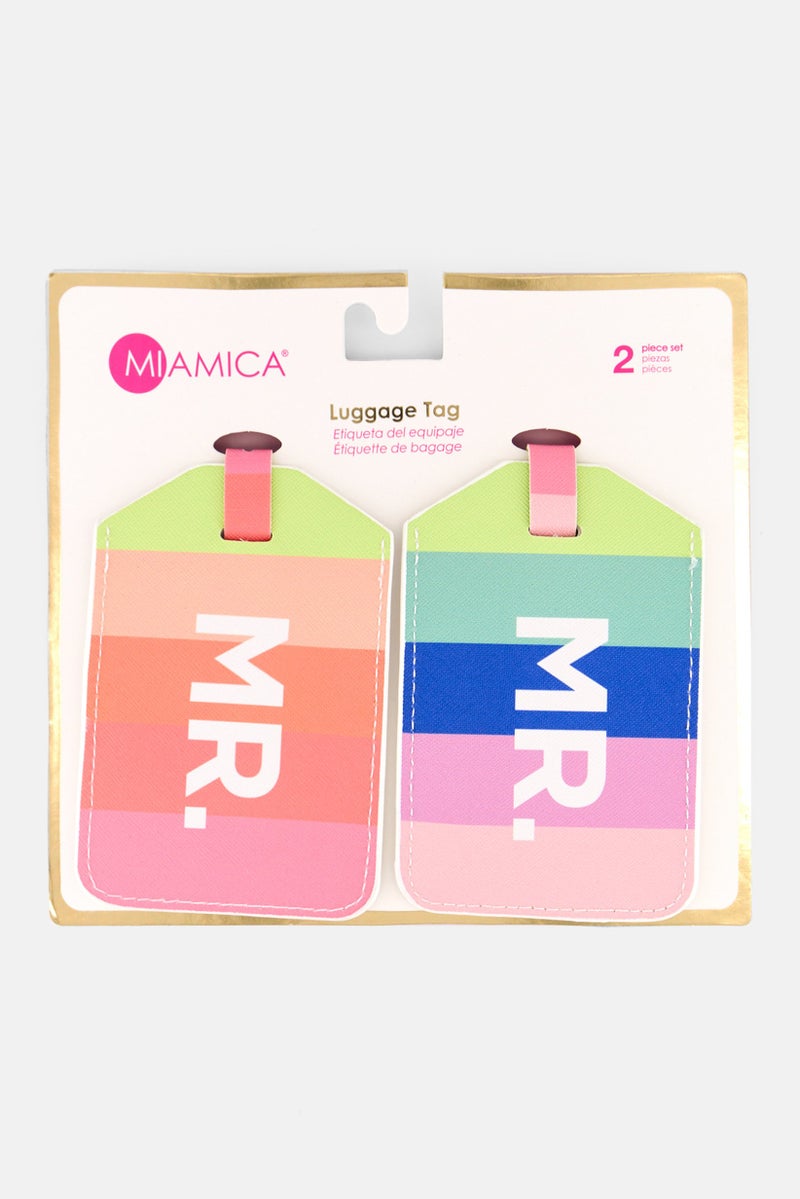 MIAMICA®
2 piece set
piezas
pièces
Luggage Tag
Etiqueta del equipaje
Étiquette de bagage
MR.
MR.